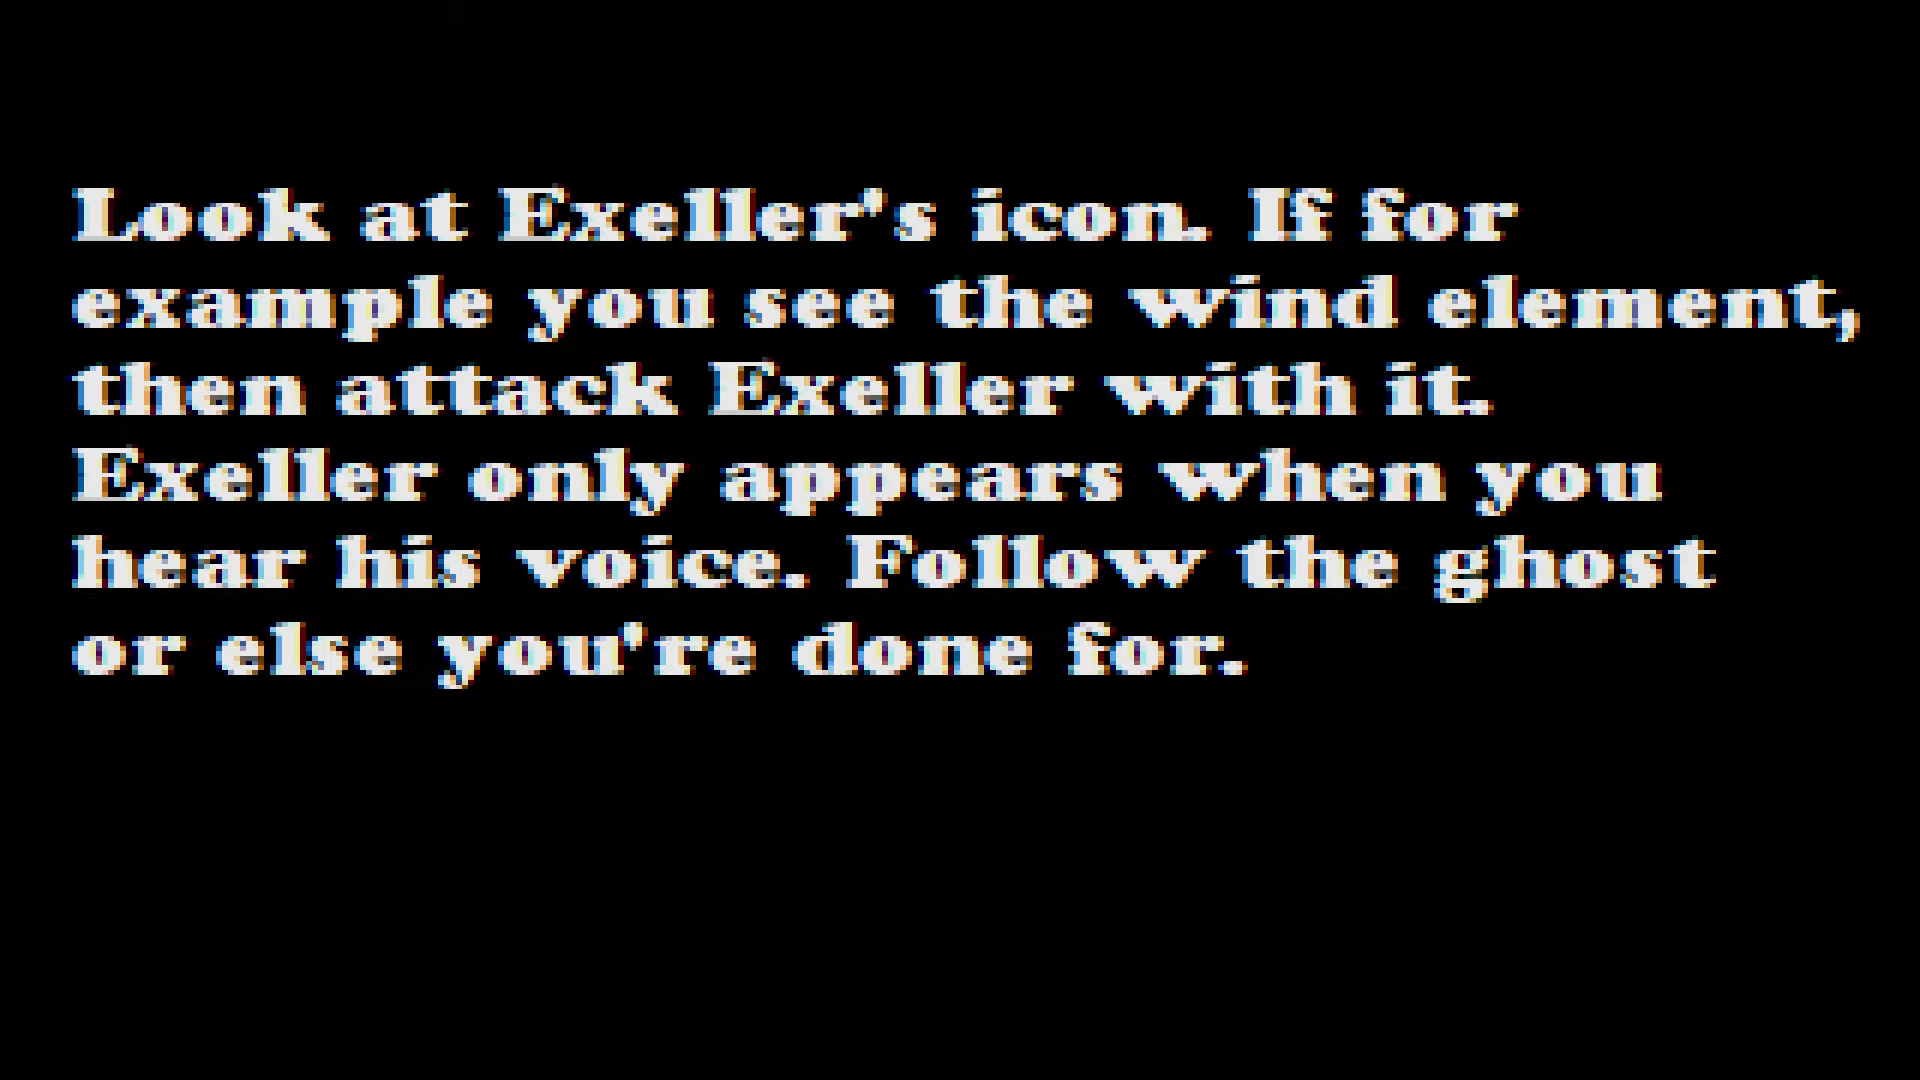 Look at Exeller's icon. If for
example you see the wind element,
then attack Exeller with it.
Exeller only appears when you
hear his voice. Follow the ghost
or else you're done for.